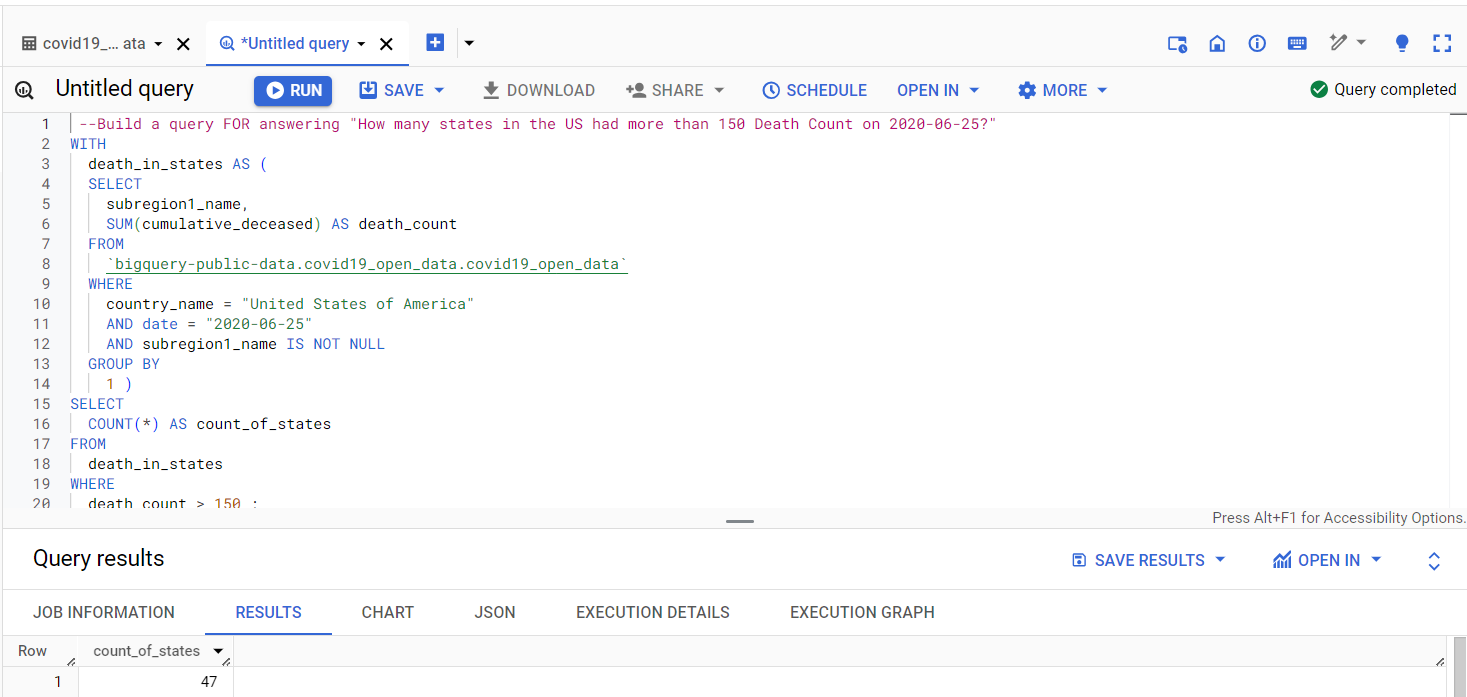 covid19_... ata
*Untitled query
Untitled query RUN SAVE DOWNLOAD SHARE SCHEDULE OPEN IN MORE Query completed
1 --Build a query FOR answering "How many states in the US had more than 150 Death Count on 2020-06-25?"
2 WITH
3 death_in_states AS (
4 SELECT
5 subregion1_name,
6 SUM(cumulative_deceased) AS death_count
7 FROM
8 `bigquery-public-data.covid19_open_data.covid19_open_data`
9 WHERE
10 country_name = "United States of America"
11 AND date = "2020-06-25"
12 AND subregion1_name IS NOT NULL
13 GROUP BY
14 1 )
15 SELECT
16 COUNT(*) AS count_of_states
17 FROM
18 death_in_states
19 WHERE
20 death_count > 150 ;
Press Alt+F1 for Accessibility Options.
Query results SAVE RESULTS OPEN IN
JOB INFORMATION RESULTS CHART JSON EXECUTION DETAILS EXECUTION GRAPH
Row count_of_states
1 47